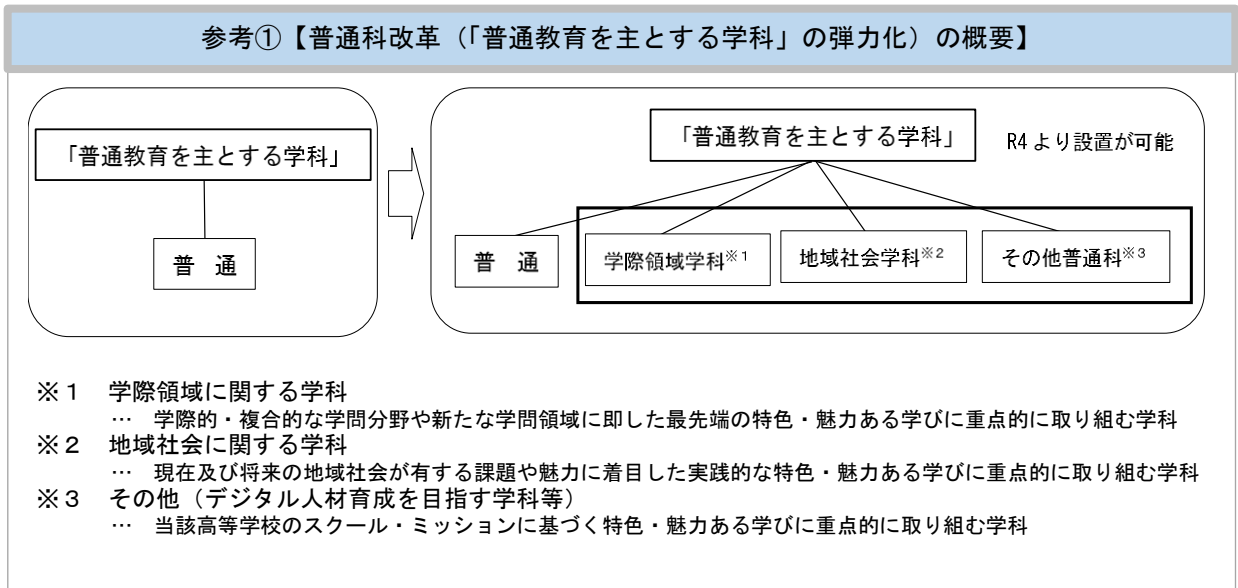 参考①【普通科改革（「普通教育を主とする学科」の弾力化）の概要】
「普通教育を主とする学科」
普　通
「普通教育を主とする学科」
R4 より設置が可能
普　通
学際領域学科※1
地域社会学科※2
その他普通科※3
※１　学際領域に関する学科
…　学際的・複合的な学問分野や新たな学問領域に即した最先端の特色・魅力ある学びに重点的に取り組む学科
※２　地域社会に関する学科
…　現在及び将来の地域社会が有する課題や魅力に着目した実践的な特色・魅力ある学びに重点的に取り組む学科
※３　その他（デジタル人材育成を目指す学科等）
…　当該高等学校のスクール・ミッションに基づく特色・魅力ある学びに重点的に取り組む学科